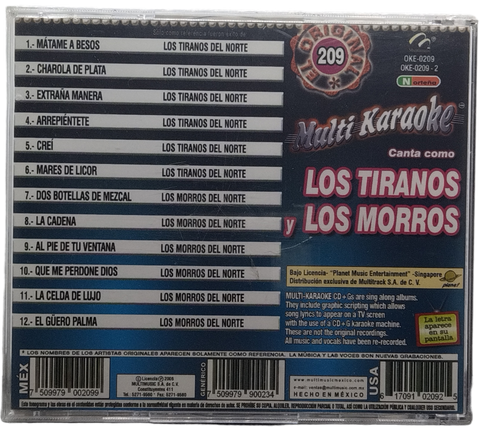 1.- MÁTAME A BESOS LOS TIRANOS DEL NORTE
2.- CHAROLA DE PLATA LOS TIRANOS DEL NORTE
3.- EXTRAÑA MANERA LOS TIRANOS DEL NORTE
4.- ARREPIÉNTETE LOS TIRANOS DEL NORTE
5.- CREÍ LOS TIRANOS DEL NORTE
6.- MARES DE LICOR LOS TIRANOS DEL NORTE
7.- DOS BOTELLAS DE MEZCAL LOS MORROS DEL NORTE
8.- LA CADENA LOS MORROS DEL NORTE
9.- AL PIE DE TU VENTANA LOS MORROS DEL NORTE
10.- QUE ME PERDONE DIOS LOS MORROS DEL NORTE
11.- LA CELDA DE LUJO LOS MORROS DEL NORTE
12.- EL GÜERO PALMA LOS MORROS DEL NORTE
EL ORIGINAL
209
OKE-0209
OKE-0209 - 2
Norteño
Multi Karaoke
Canta como
LOS TIRANOS
y LOS MORROS
Bajo Licencia- "Planet Music Entertainment" -Singapore
Distribución exclusiva de Multitrack S.A. de C. V.
MULTI-KARAOKE CD + Gs are sing along albums.
They include graphic scripting which allows
song lyrics to appear on a TV screen
with the use of a CD + G karaoke machine.
These are not the original recordings.
All music and vocals have been re-recorded.
La letra
aparece
en su
pantalla
* LOS NOMBRES DE LOS ARTISTAS ORIGINALES APARECEN SOLAMENTE COMO REFERENCIA. LA MÚSICA Y LAS VOCES SON NUEVAS GRABACIONES.
MEX
7 509979 002099
GENERICO
7 509979 900234
HECHO EN MÉXICO
USA